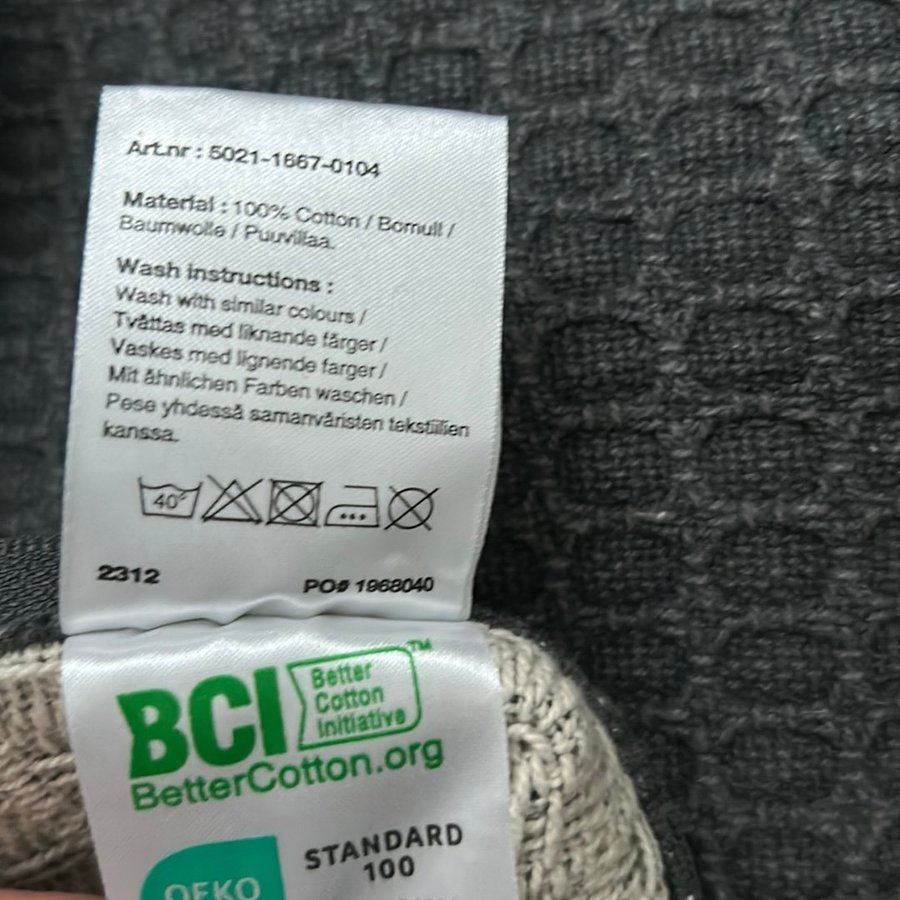 Art.nr : 5021-1667-0104
Material : 100% Cotton / Bomull /
Baumwolle / Puuvillaa.
Wash instructions :
Wash with similar colours /
Tvättas med liknande färger /
Vaskes med lignende farger /
Mit ähnlichen Farben waschen /
Pese yhdessä samanväristen tekstiilien
kanssa.
40°
2312 PO# 1968040
BCI Better Cotton Initiative™
BetterCotton.org
OEKO STANDARD
100